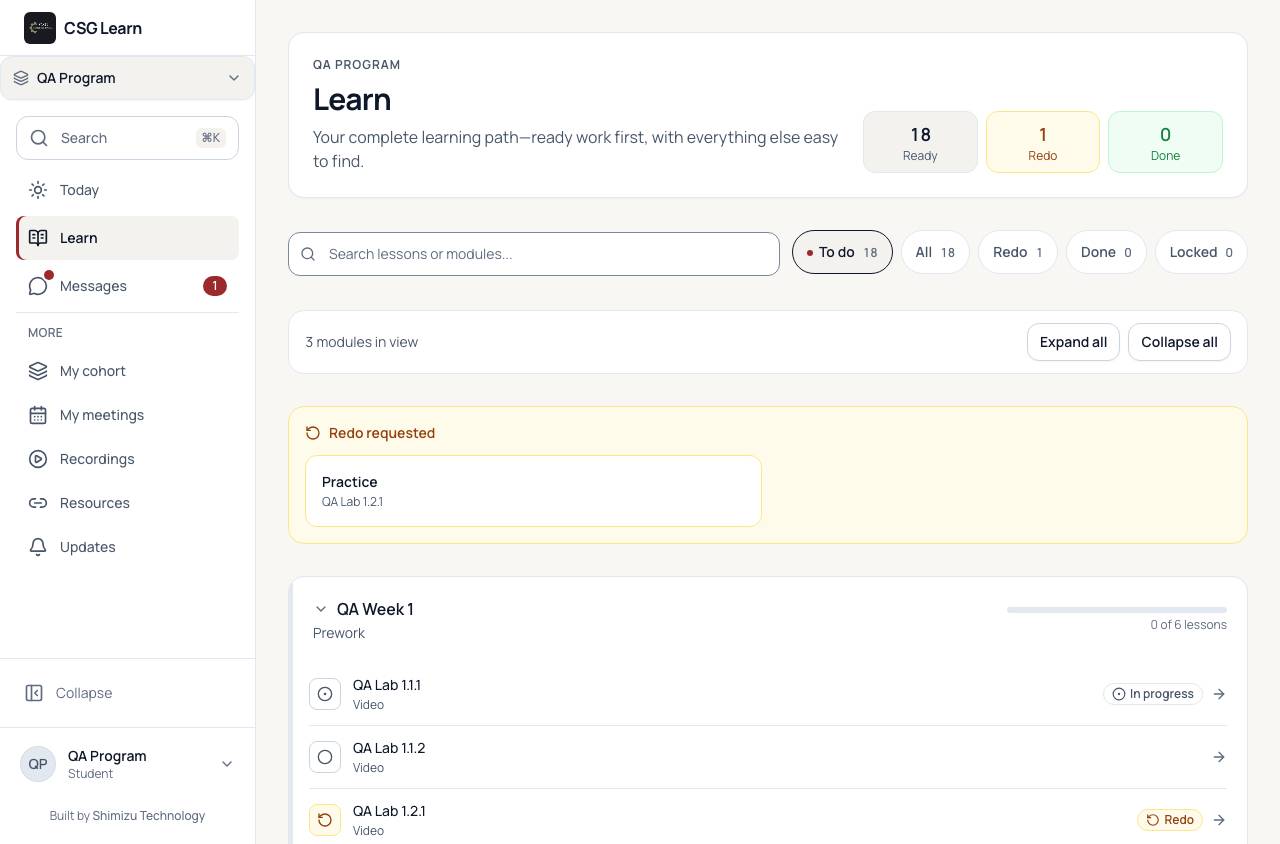 CSG Learn
QA Program
Search
⌘K
Today
Learn
Messages
1
MORE
My cohort
My meetings
Recordings
Resources
Updates
Collapse
QP
QA Program
Student
Built by Shimizu Technology
QA PROGRAM
Learn
Your complete learning path—ready work first, with everything else easy
to find.
18
Ready
1
Redo
0
Done
Search lessons or modules...
To do 18
All 18
Redo 1
Done 0
Locked 0
3 modules in view
Expand all
Collapse all
Redo requested
Practice
QA Lab 1.2.1
QA Week 1
Prework
0 of 6 lessons
QA Lab 1.1.1
Video
In progress
QA Lab 1.1.2
Video
QA Lab 1.2.1
Video
Redo